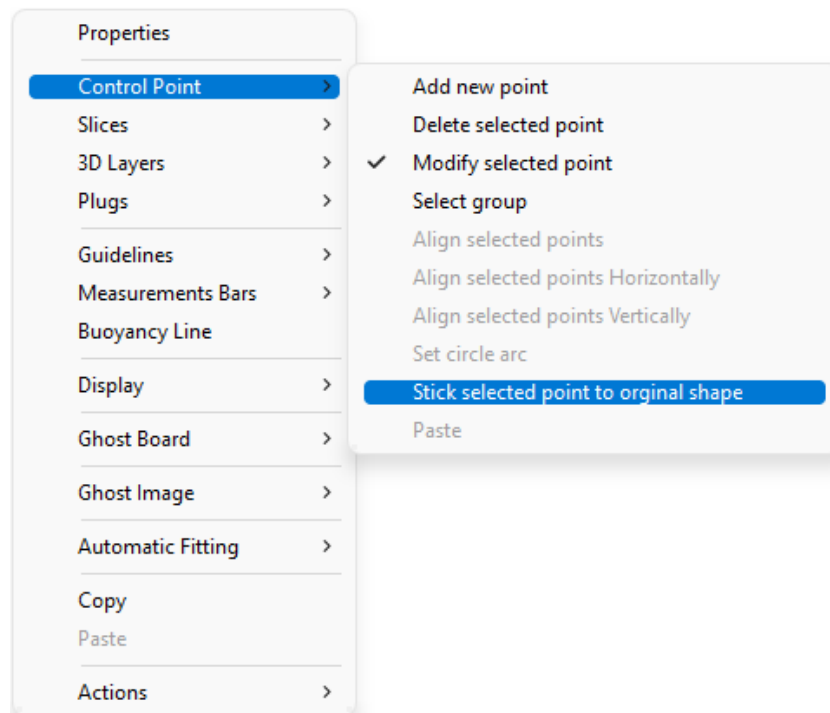 Properties
Control Point
Slices
3D Layers
Plugs
Guidelines
Measurements Bars
Buoyancy Line
Display
Ghost Board
Ghost Image
Automatic Fitting
Copy
Paste
Actions
Add new point
Delete selected point
Modify selected point
Select group
Align selected points
Align selected points Horizontally
Align selected points Vertically
Set circle arc
Stick selected point to orginal shape
Paste